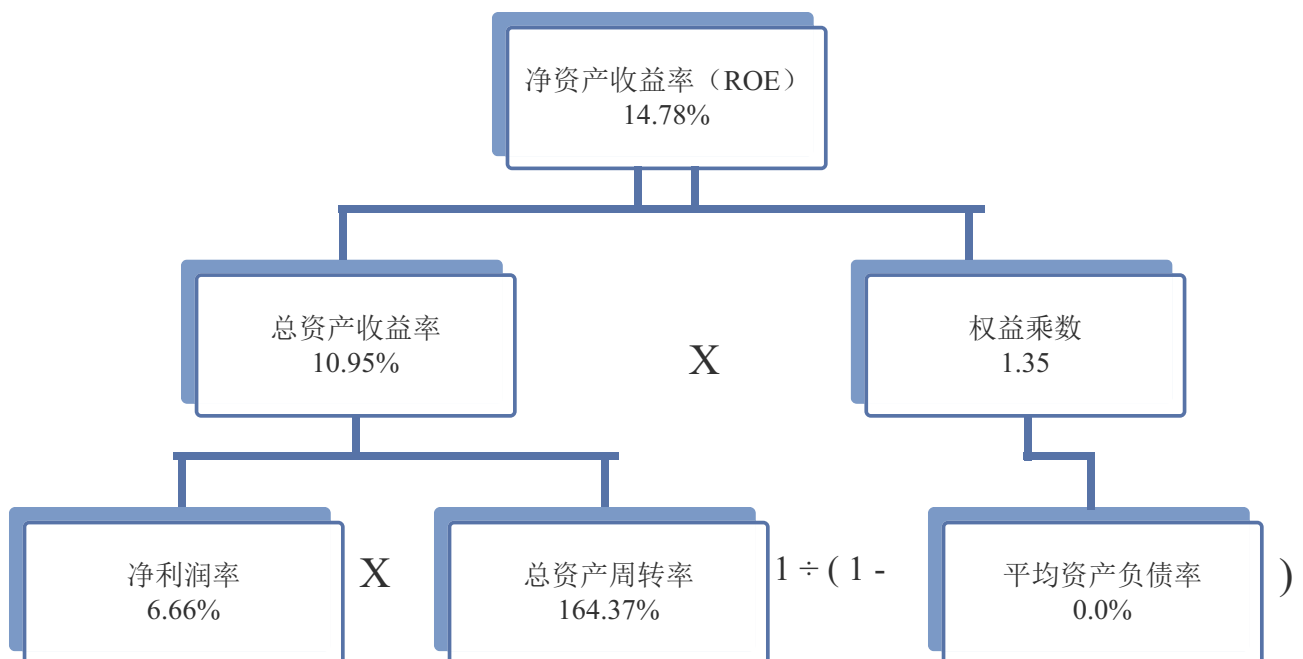 净资产收益率（ROE）
14.78%
总资产收益率
10.95%
X
权益乘数
1.35
净利润率
6.66%
X
总资产周转率
164.37%
1 ÷ ( 1 -
平均资产负债率
0.0%
)